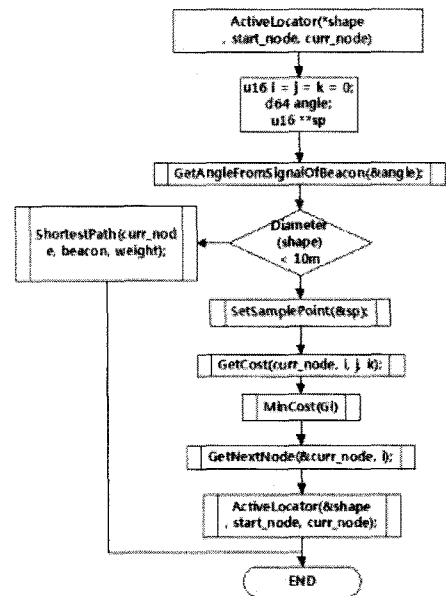 ActiveLocator(*shape
, start_node, curr_node)
u16 i = j = k = 0;
d64 angle;
u16 **sp
GetAngleFromSignalOfBeacon(&angle);
Diameter
(shape)
< 10m
ShortestPath(curr_nod
e, beacon, weight);
SetSamplePoint(&sp);
GetCost(curr_node, i, j, k);
MinCost(Gi)
GetNextNode(&curr_node, i);
ActiveLocator(&shape
, start_node, curr_node);
END